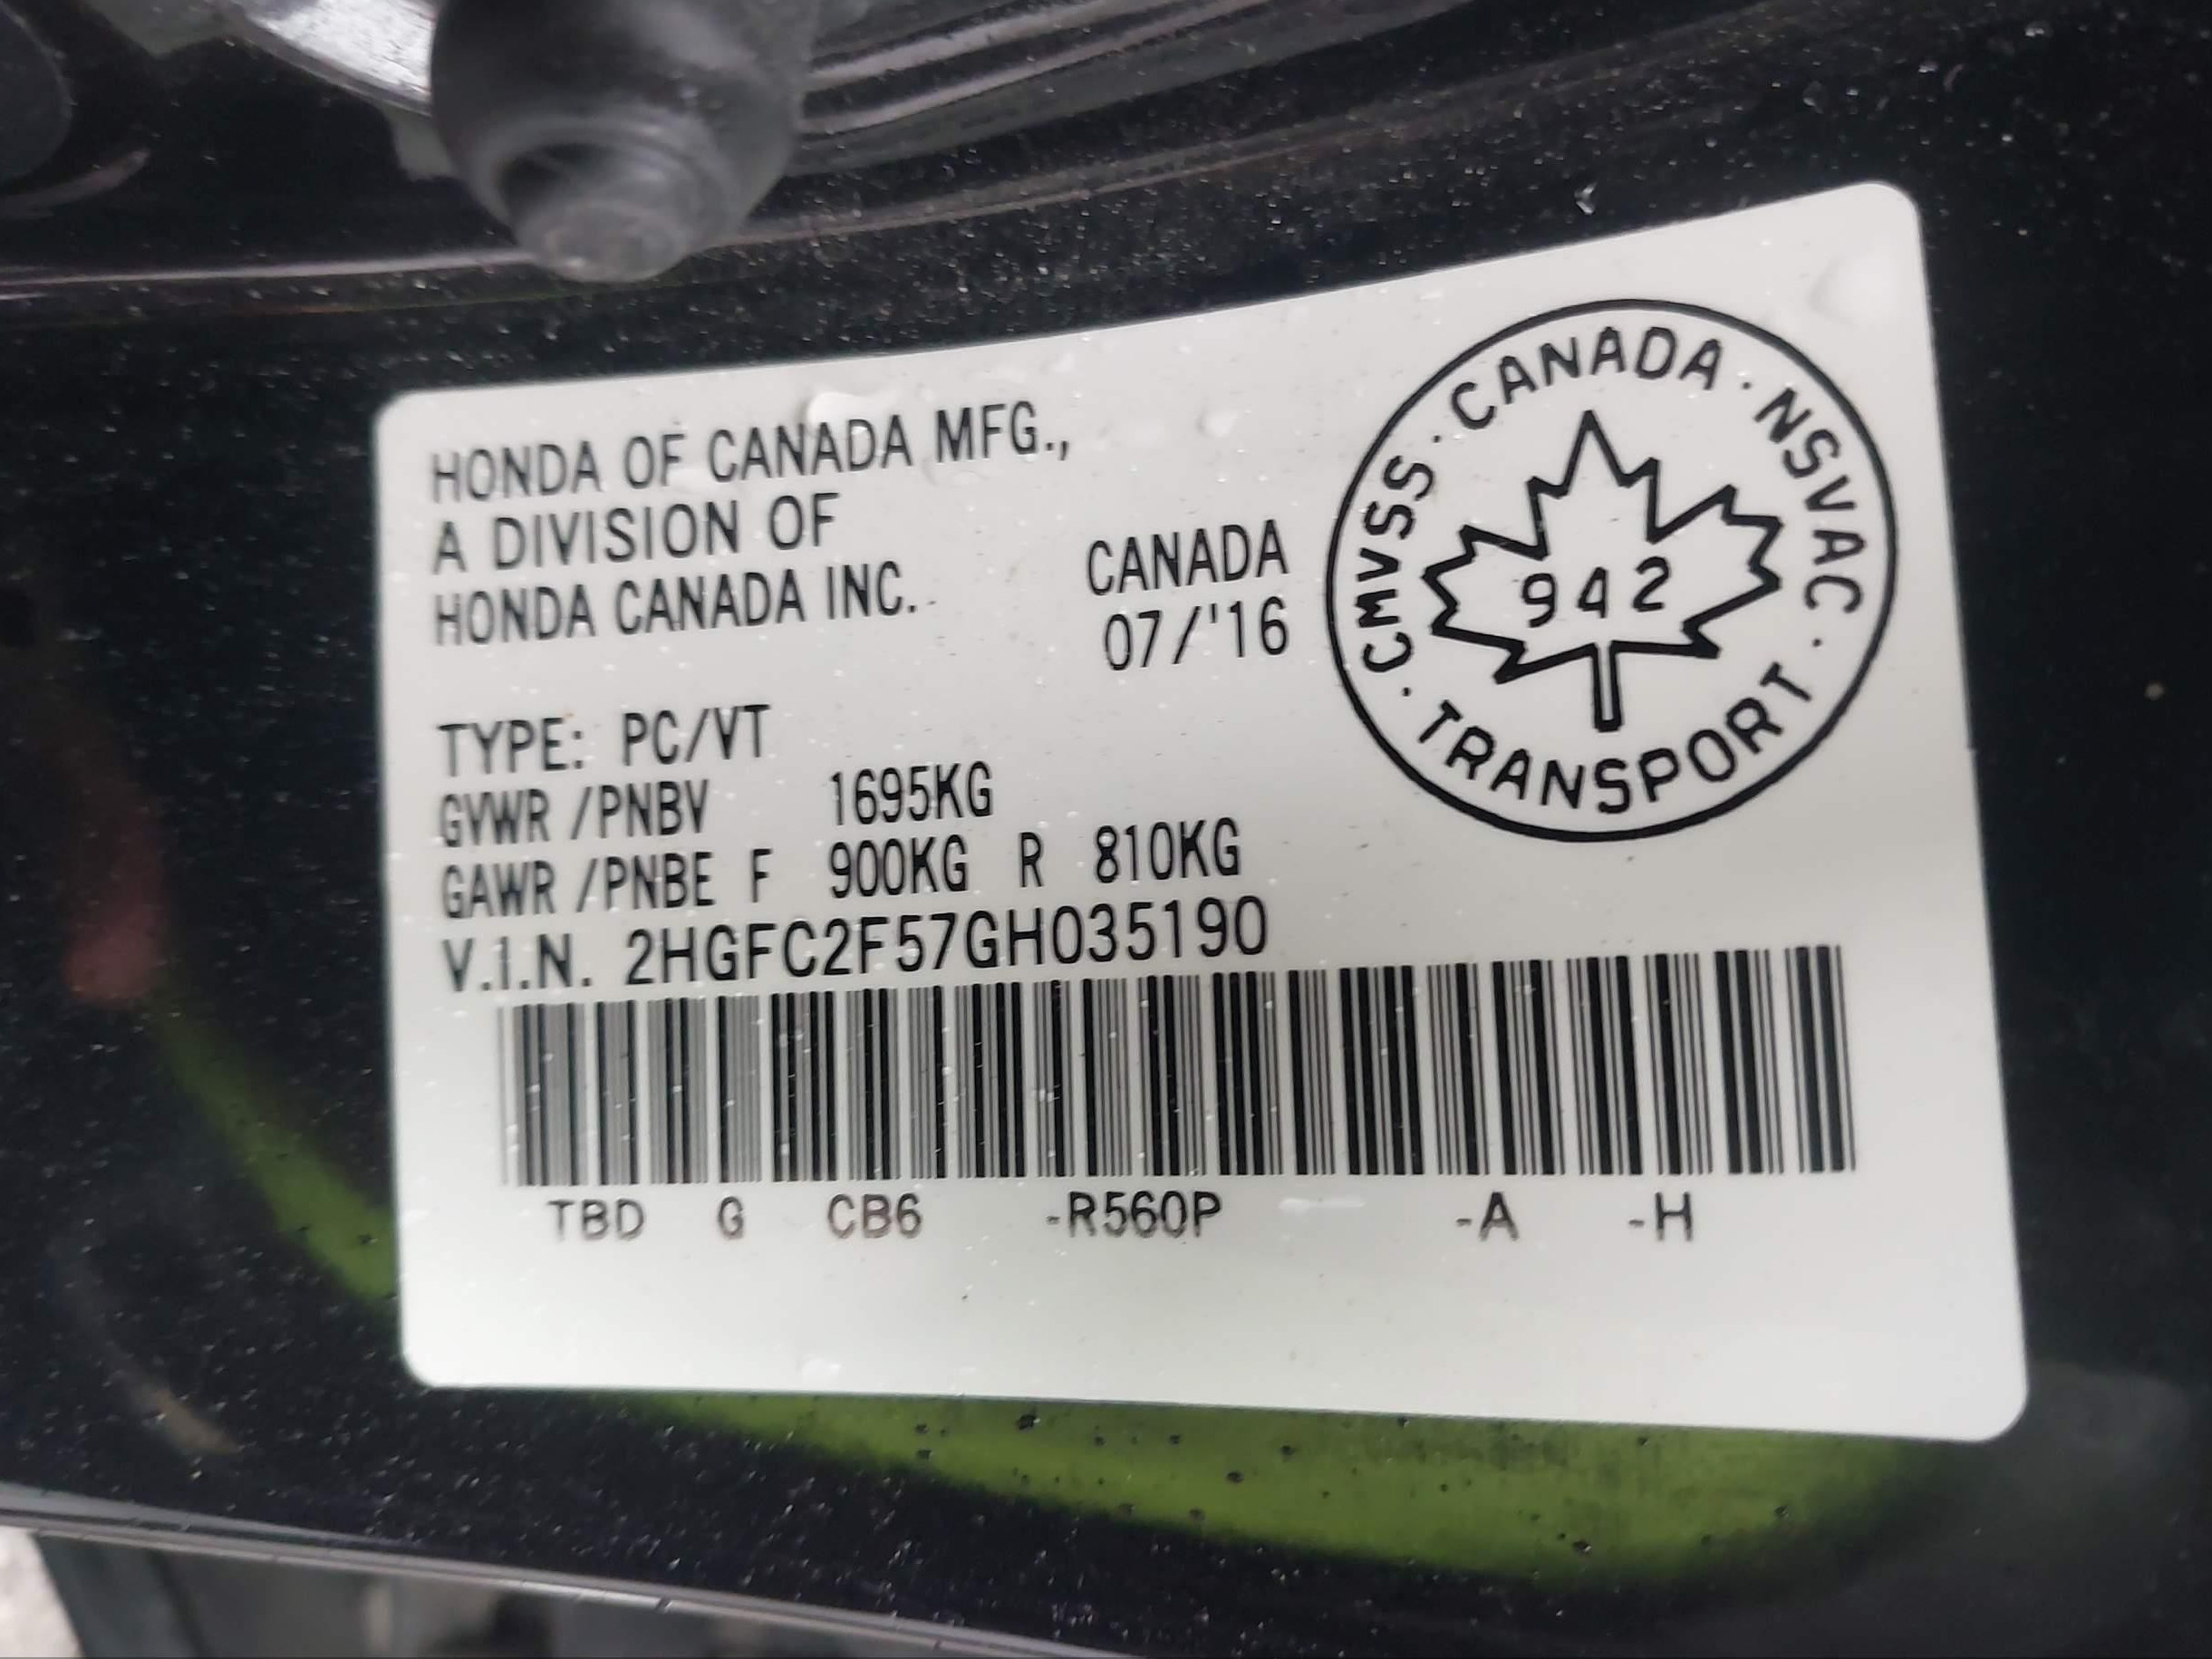 HONDA OF CANADA MFG.,
A DIVISION OF
HONDA CANADA INC.
CANADA
07/'16
CMVSS · CANADA · NSVAC · TRANSPORT ·
942
TYPE: PC/VT
GVWR /PNBV 1695KG
GAWR /PNBE F 900KG R 810KG
V.I.N. 2HGFC2F57GH035190
TBD G CB6 -R560P -A -H